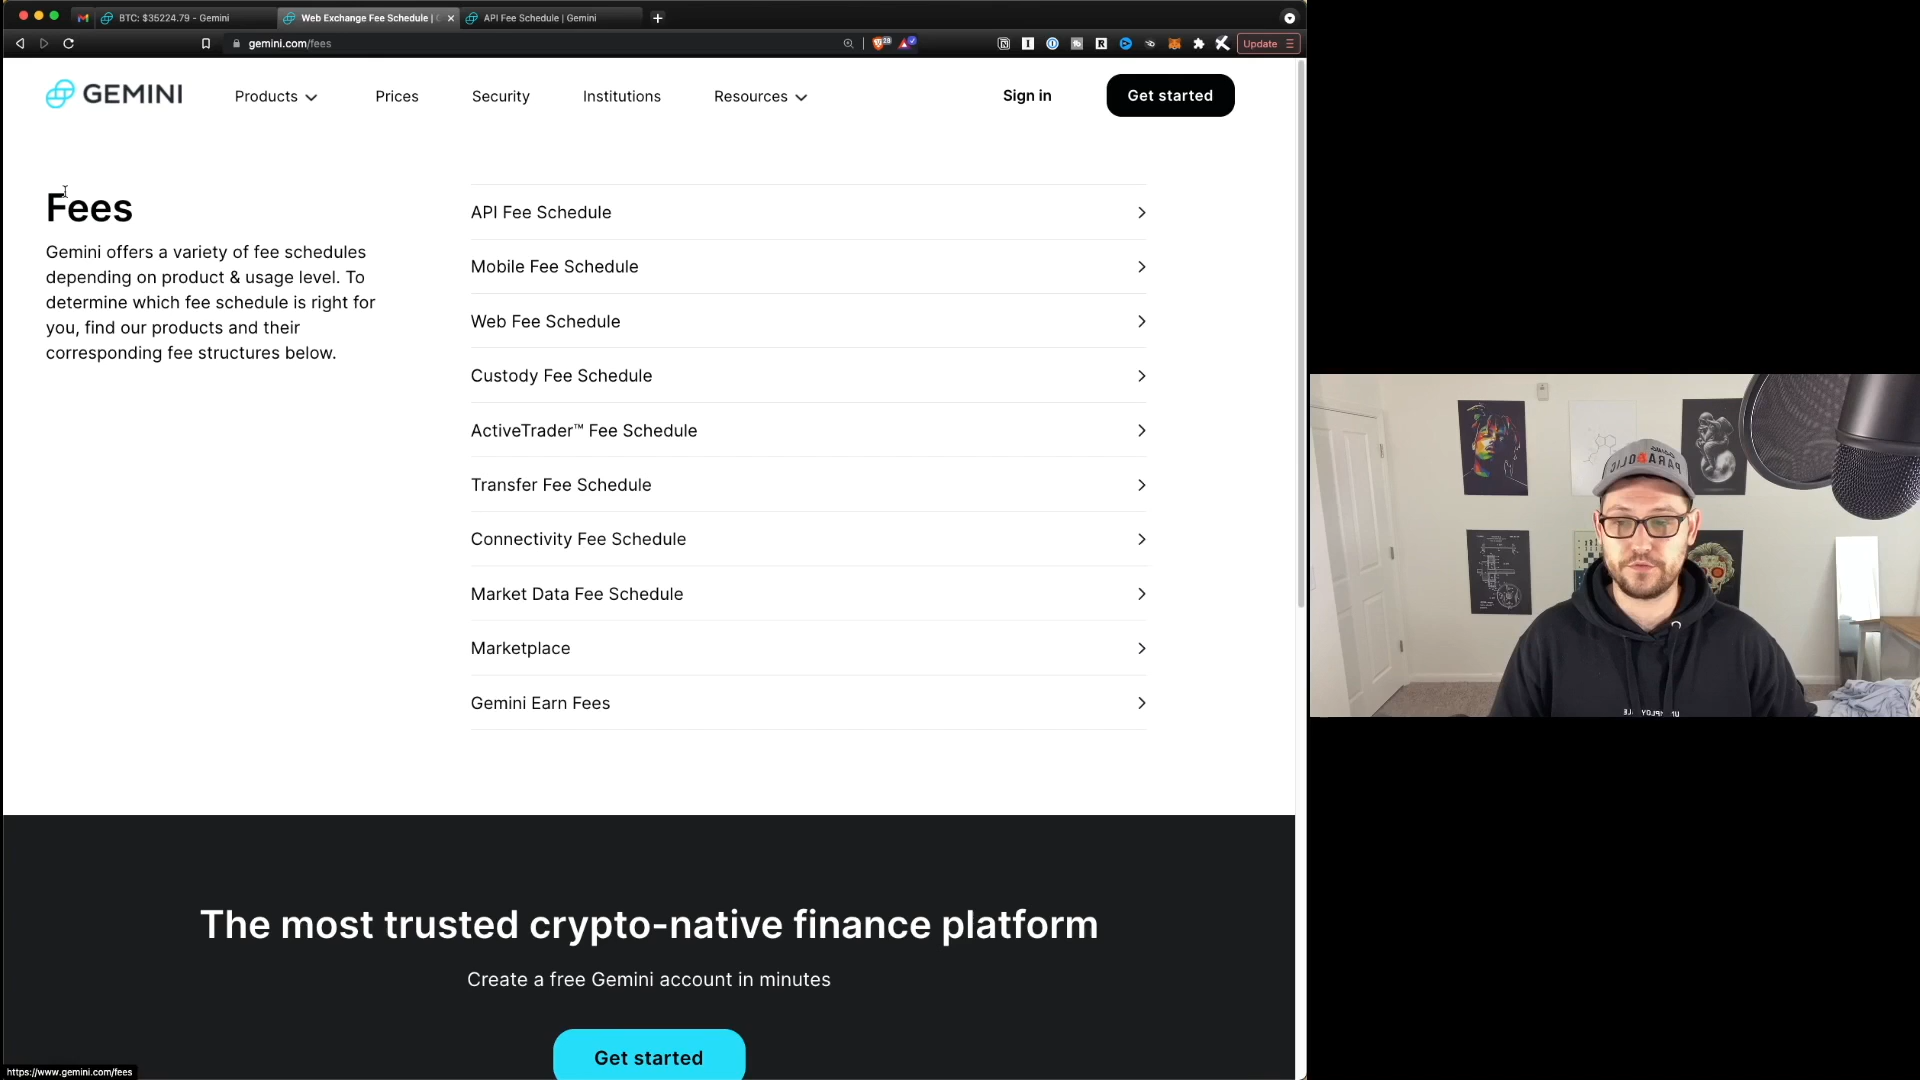 BTC: $35224.79 - Gemini
Web Exchange Fee Schedule |
API Fee Schedule | Gemini
gemini.com/fees
Update
GEMINI
Products
Prices
Security
Institutions
Resources
Sign in
Get started
Fees
Gemini offers a variety of fee schedules
depending on product & usage level. To
determine which fee schedule is right for
you, find our products and their
corresponding fee structures below.
API Fee Schedule
Mobile Fee Schedule
Web Fee Schedule
Custody Fee Schedule
ActiveTrader™ Fee Schedule
Transfer Fee Schedule
Connectivity Fee Schedule
Market Data Fee Schedule
Marketplace
Gemini Earn Fees
PARABOLIC
The most trusted crypto-native finance platform
Create a free Gemini account in minutes
Get started
https://www.gemini.com/fees